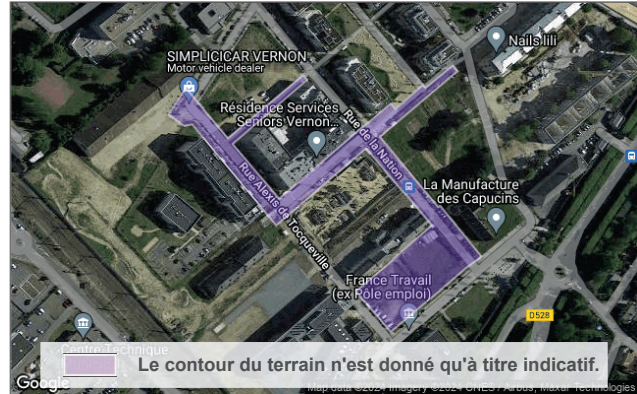 SIMPLICICAR VERNON
Motor vehicle dealer
Nails lili
Résidence Services
Seniors Vernon...
Rue de la Nation
Rue Alexis de Tocqueville
La Manufacture
des Capucins
France Travail
(ex Pôle emploi)
D528
Centre Technique
Le contour du terrain n'est donné qu'à titre indicatif.
Google
Map data ©2024 Imagery ©2024 CNES / Airbus, Maxar Technologies